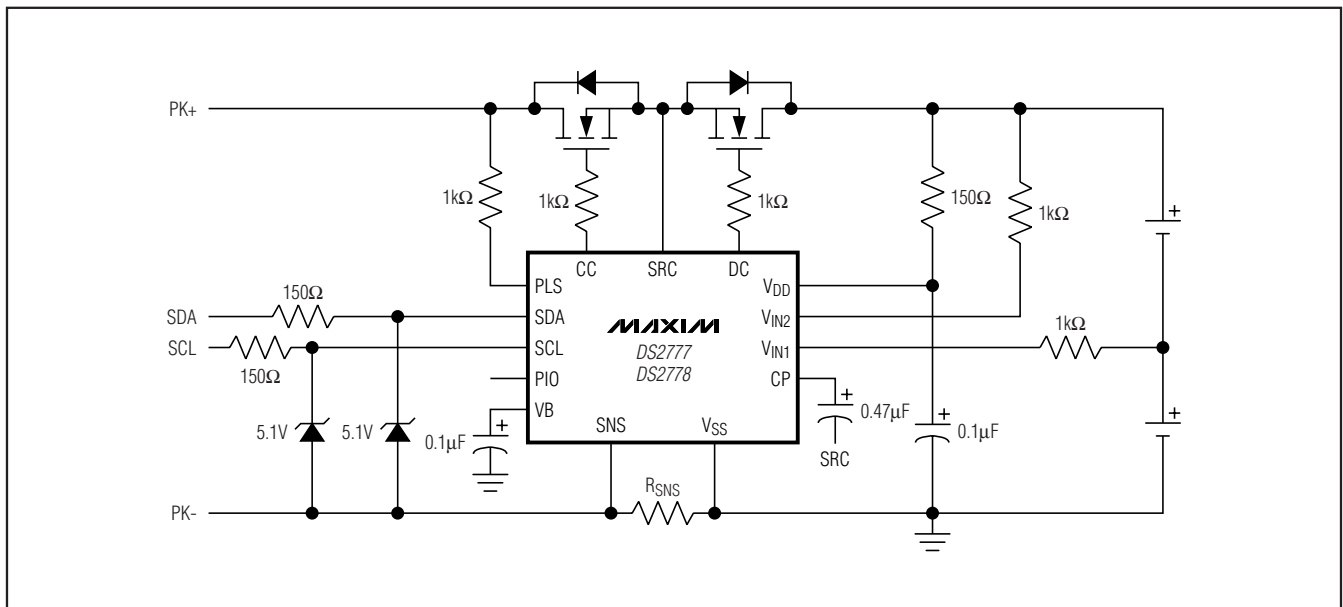 PK+
1kΩ
1kΩ
1kΩ
150Ω
1kΩ
+
CC
SRC
DC
PLS
VDD
150Ω
SDA
SDA
MAXIM
VIN2
1kΩ
SCL
SCL
DS2777
VIN1
DS2778
150Ω
PIO
CP
+
+
+
0.47µF
VB
+
5.1V
5.1V
0.1µF
SNS
VSS
0.1µF
SRC
RSNS
PK-